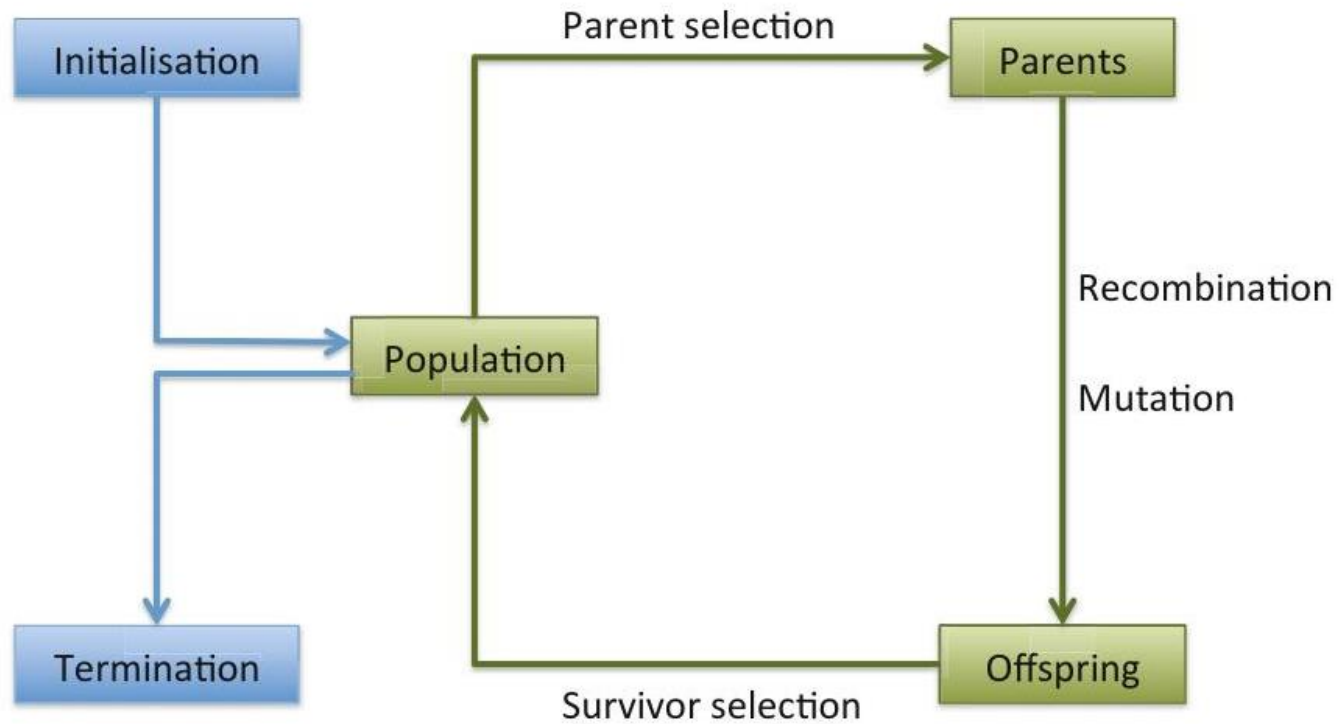 Parent selection
Initialisation
Parents
Recombination
Population
Mutation
Termination
Offspring
Survivor selection